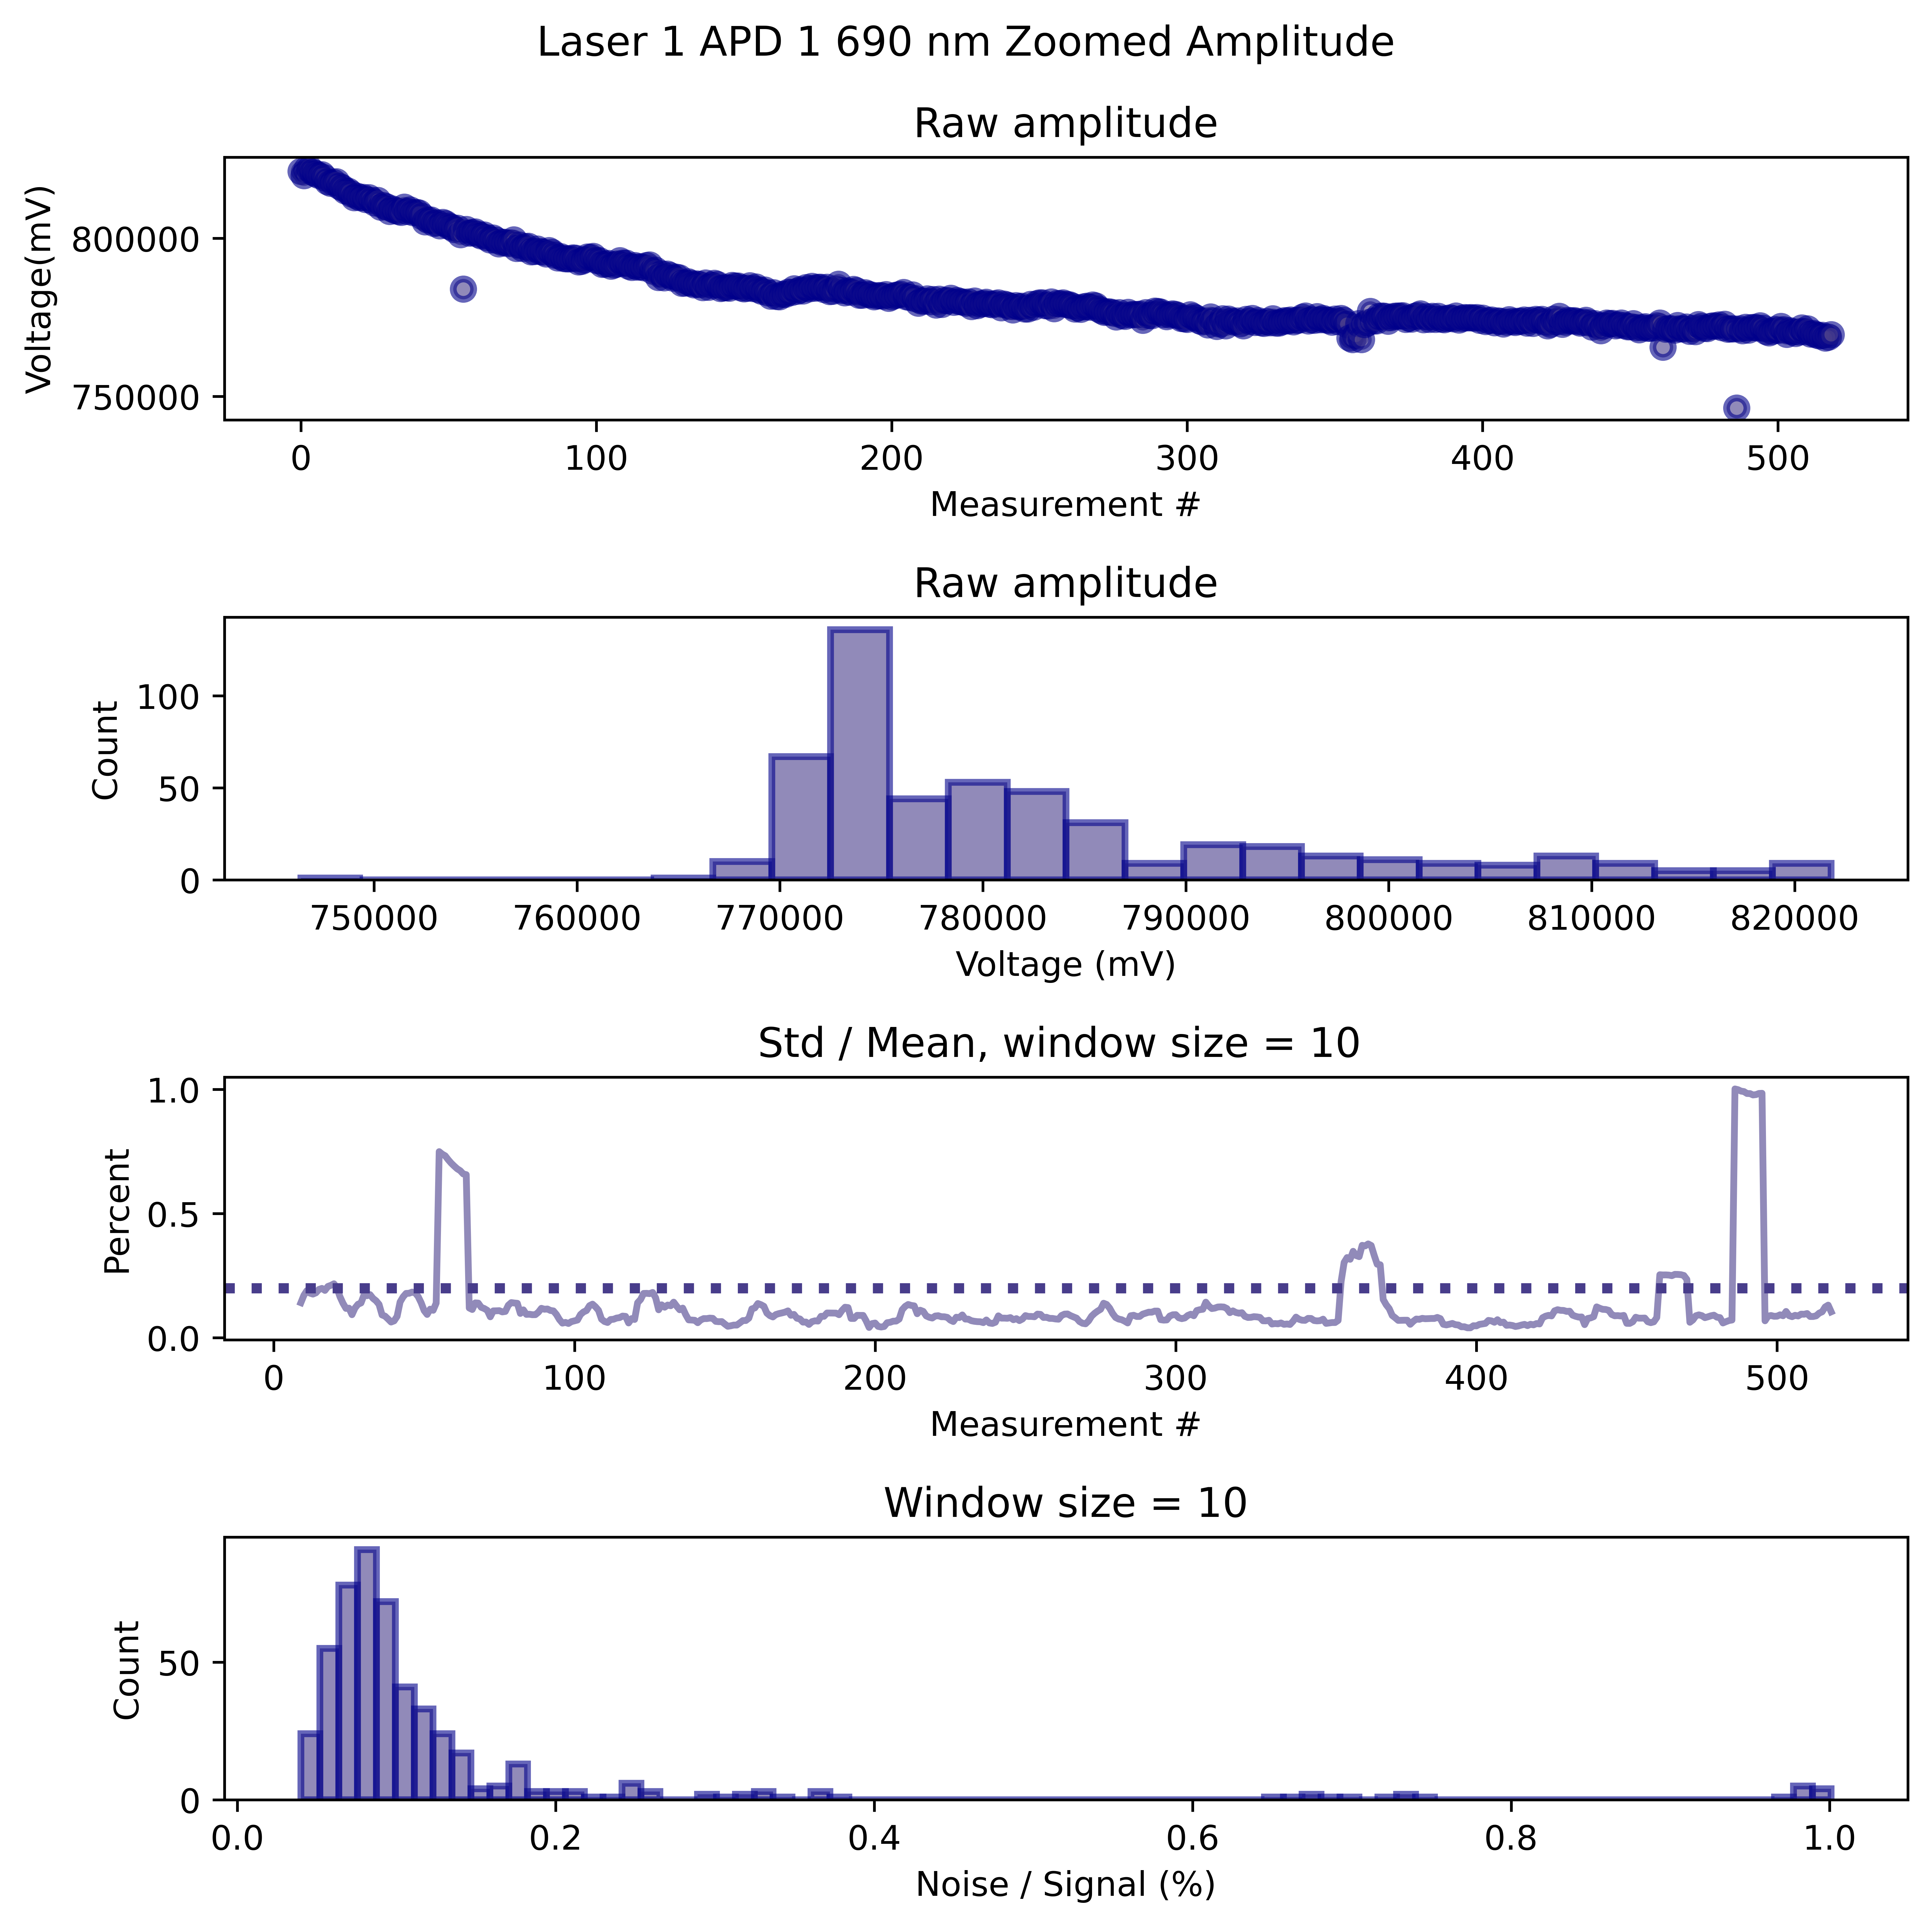 Laser 1 APD 1 690 nm Zoomed Amplitude
Raw amplitude
Voltage(mV)
800000
750000
0 100 200 300 400 500
Measurement #
Raw amplitude
Count
100
50
0
750000 760000 770000 780000 790000 800000 810000 820000
Voltage (mV)
Std / Mean, window size = 10
Percent
1.0
0.5
0.0
0 100 200 300 400 500
Measurement #
Window size = 10
Count
50
0
0.0 0.2 0.4 0.6 0.8 1.0
Noise / Signal (%)